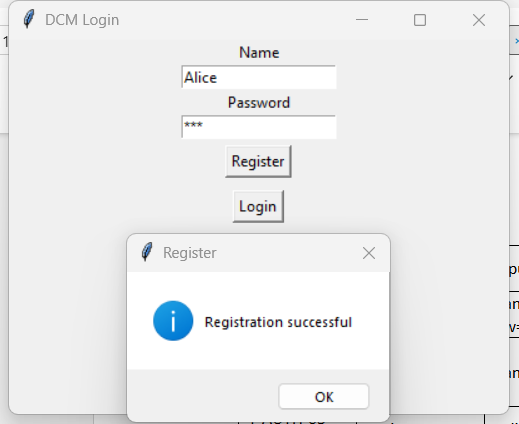 DCM Login
Name
Alice
Password
***
Register
Login
Register
Registration successful
OK